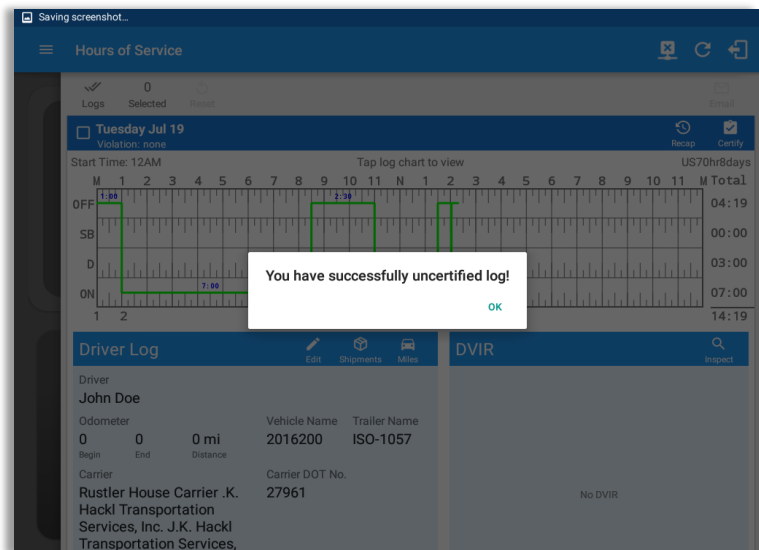 Saving screenshot...
Hours of Service
Logs
0
Selected
Reset
Email
Tuesday Jul 19
Violation: none
Recap
Certify
Start Time: 12AM
Tap log chart to view
US70hr8days
M 1 2 3 4 5 6 7 8 9 10 11 N 1 2 3 4 5 6 7 8 9 10 11 M Total
OFF 1:00 2:30 04:19
SB 00:00
D 03:00
ON 7:00 07:00
1 2 14:19
You have successfully uncertified log!
OK
Driver Log
Edit
Shipments
Miles
DVIR
Inspect
Driver
John Doe
Odometer
Vehicle Name
Trailer Name
0 0 0 mi
2016200
ISO-1057
Begin End Distance
Carrier
Carrier DOT No.
Rustler House Carrier .K.
27961
Hackl Transportation
Services, Inc. J.K. Hackl
Transportation Services,
No DVIR